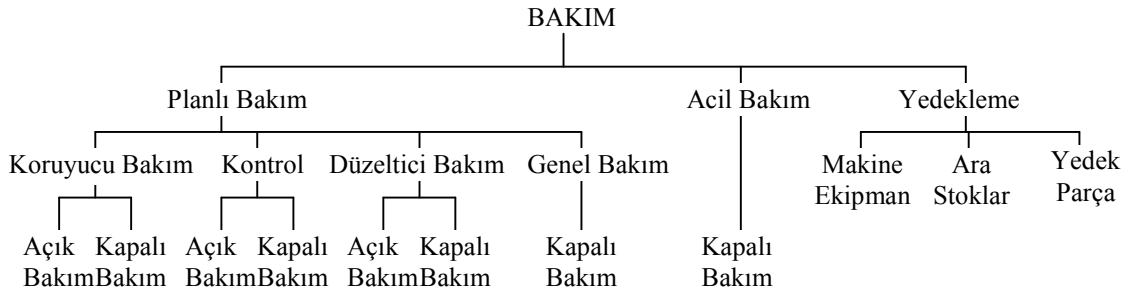 BAKIM
Planlı Bakım Acil Bakım Yedekleme
Koruyucu Bakım Kontrol Düzeltici Bakım Genel Bakım Makine Ekipman Ara Stoklar Yedek Parça
Açık Bakım Kapalı Bakım Açık Bakım Kapalı Bakım Açık Bakım Kapalı Bakım Kapalı Bakım Kapalı Bakım